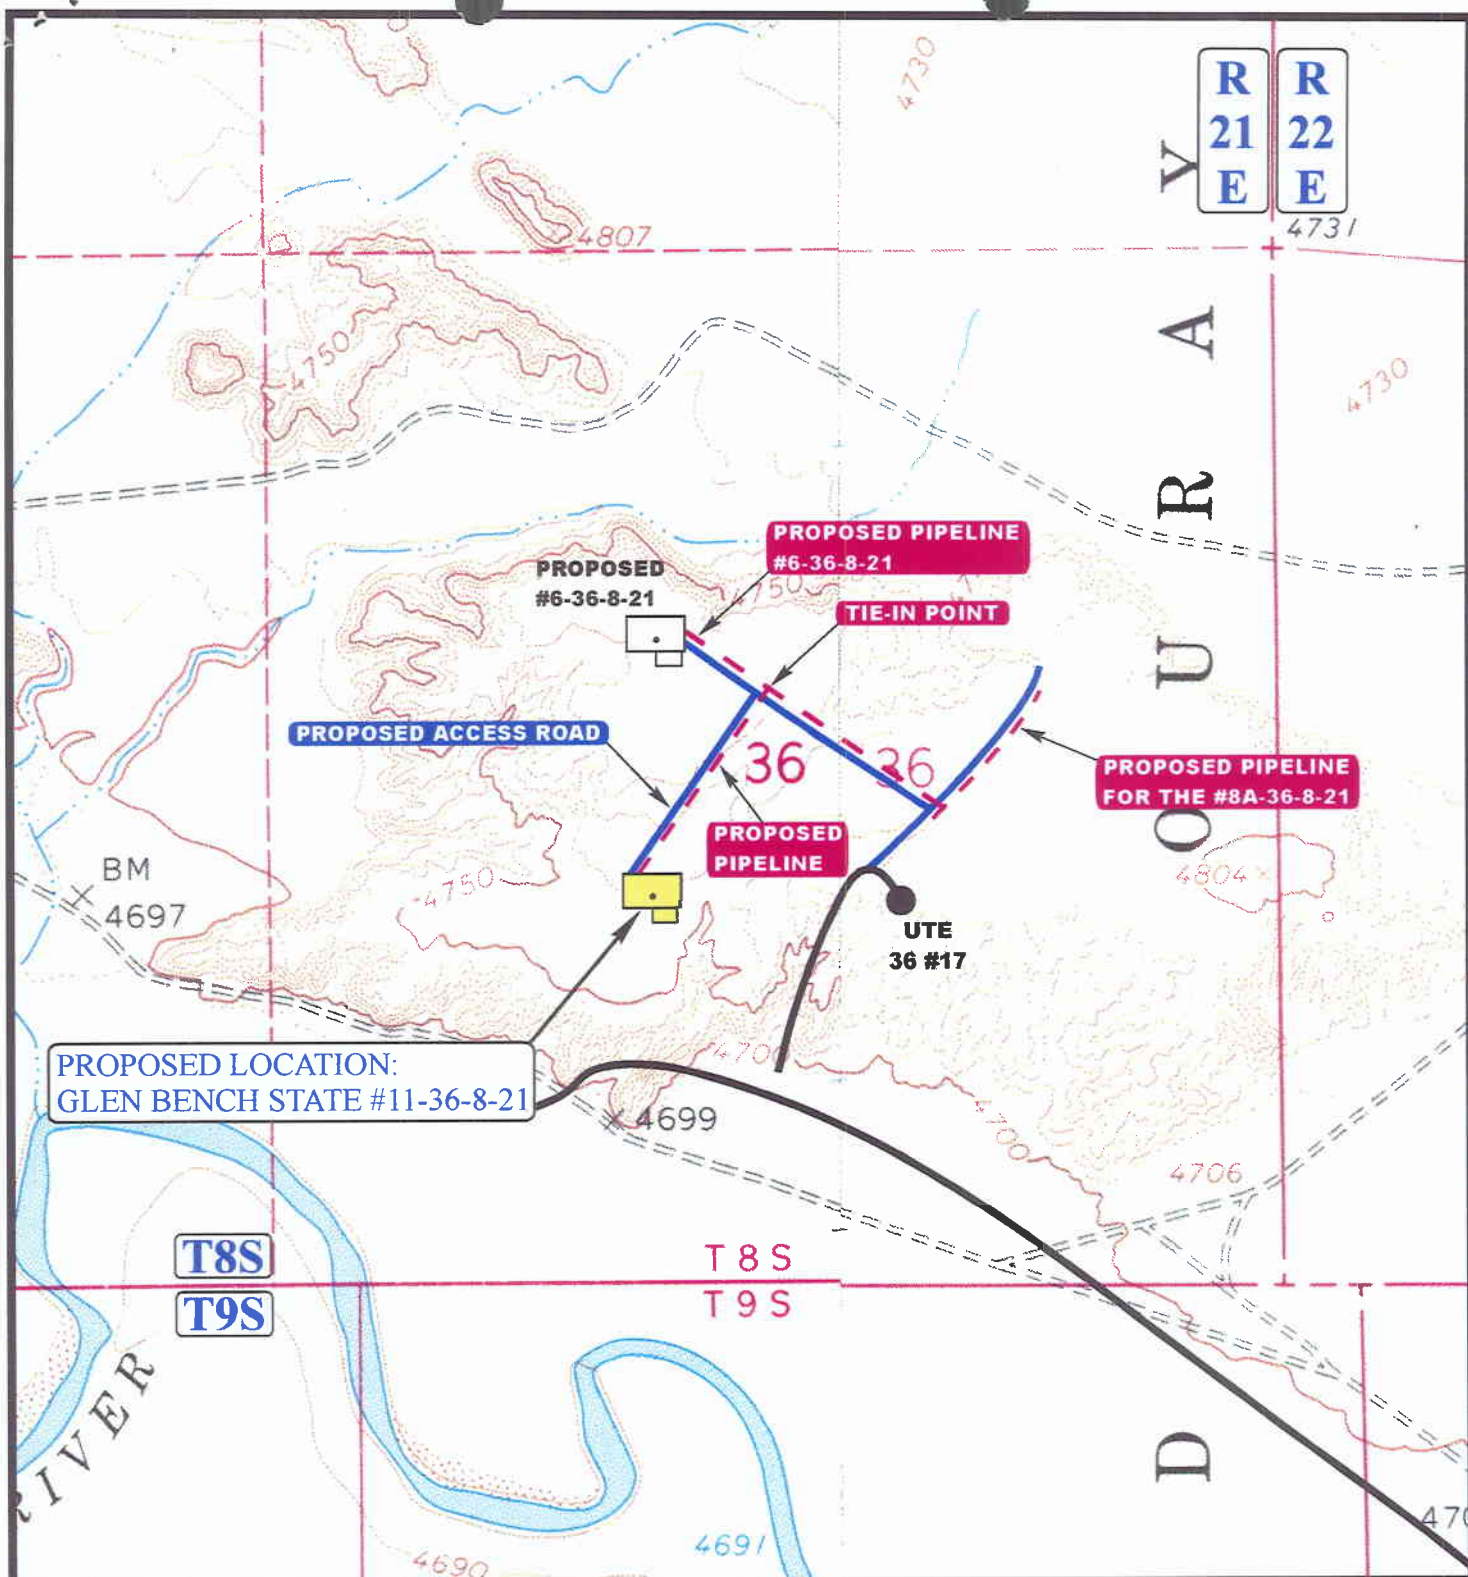 R
21
E
R
22
E
4730
4731
Y
4807
A
4750
4730
R
PROPOSED PIPELINE
#6-36-8-21
PROPOSED
#6-36-8-21
4750
TIE-IN POINT
U
PROPOSED ACCESS ROAD
36
36
PROPOSED PIPELINE
FOR THE #8A-36-8-21
PROPOSED
PIPELINE
O
BM
4697
4750
4804
UTE
36 #17
PROPOSED LOCATION:
GLEN BENCH STATE #11-36-8-21
4700
4699
4700
4706
T8S
T 8 S
T9S
T 9 S
RIVER
D
4691
4690